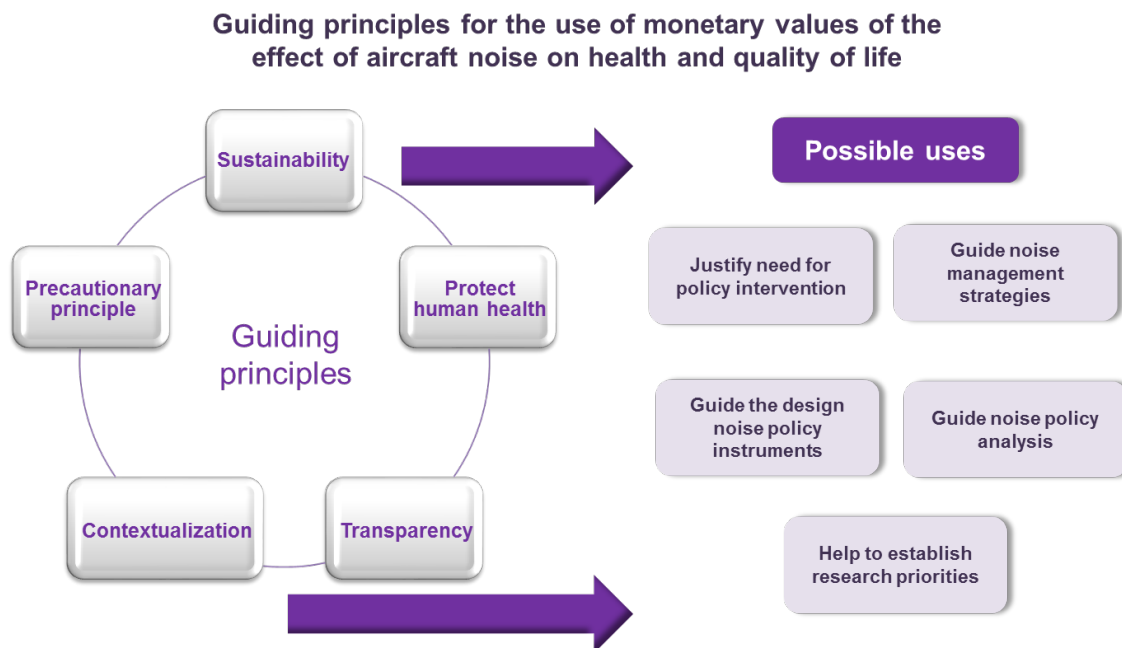 Guiding principles for the use of monetary values of the
effect of aircraft noise on health and quality of life
Sustainability
Protect
human health
Transparency
Contextualization
Precautionary
principle
Guiding
principles
Possible uses
Justify need for
policy intervention
Guide noise
management
strategies
Guide the design
noise policy
instruments
Guide noise policy
analysis
Help to establish
research priorities